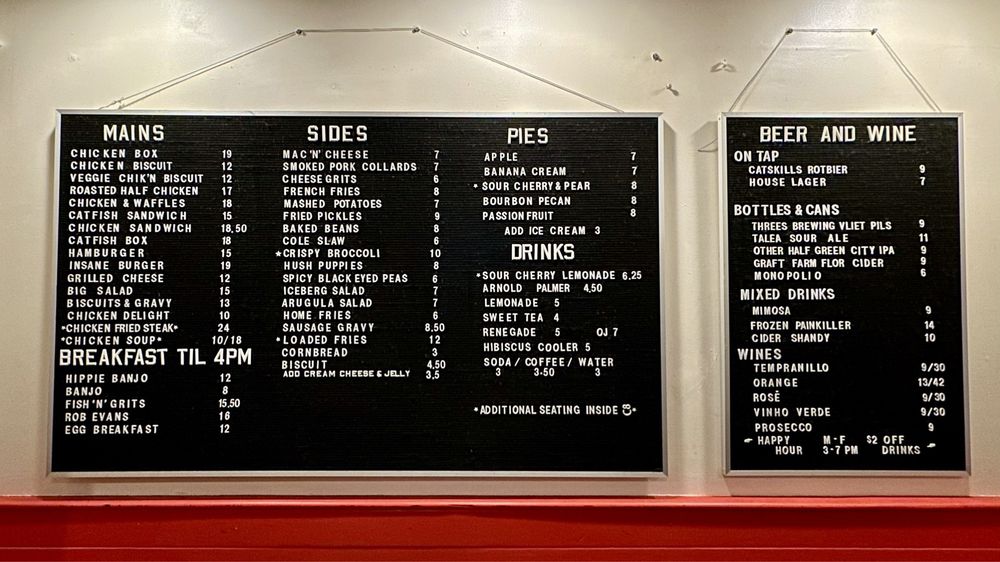 MAINS
CHICKEN BOX 19
CHICKEN BISCUIT 12
VEGGIE CHIK'N BISCUIT 12
ROASTED HALF CHICKEN 17
CHICKEN & WAFFLES 18
CATFISH SANDWICH 15
CHICKEN SANDWICH 18,50
CATFISH BOX 18
HAMBURGER 15
INSANE BURGER 19
GRILLED CHEESE 12
BIG SALAD 15
BISCUITS & GRAVY 13
CHICKEN DELIGHT 10
*CHICKEN FRIED STEAK* 24
*CHICKEN SOUP* 10/18
BREAKFAST TIL 4PM
HIPPIE BANJO 12
BANJO 8
FISH 'N' GRITS 15,50
ROB EVANS 16
EGG BREAKFAST 12
SIDES
MAC 'N' CHEESE 7
SMOKED PORK COLLARDS 7
CHEESE GRITS 6
FRENCH FRIES 8
MASHED POTATOES 7
FRIED PICKLES 9
BAKED BEANS 8
COLE SLAW 6
*CRISPY BROCCOLI 10
HUSH PUPPIES 8
SPICY BLACK EYED PEAS 6
ICEBERG SALAD 7
ARUGULA SALAD 7
HOME FRIES 6
SAUSAGE GRAVY 8.50
*LOADED FRIES 12
CORNBREAD 3
BISCUIT 4,50
ADD CREAM CHEESE & JELLY 3,5
PIES
APPLE 7
BANANA CREAM 7
*SOUR CHERRY & PEAR 8
BOURBON PECAN 8
PASSIONFRUIT 8
ADD ICE CREAM 3
DRINKS
*SOUR CHERRY LEMONADE 6.25
ARNOLD PALMER 4,50
LEMONADE 5
SWEET TEA 4
RENEGADE 5 OJ 7
HIBISCUS COOLER 5
SODA / COFFEE / WATER
3 3.50 3
*ADDITIONAL SEATING INSIDE *
BEER AND WINE
ON TAP
CATSKILLS ROTBIER 9
HOUSE LAGER 7
BOTTLES & CANS
THREES BREWING VLIET PILS 9
TALEA SOUR ALE 11
OTHER HALF GREEN CITY IPA 9
GRAFT FARM FLOR CIDER 9
MONOPOLIO 6
MIXED DRINKS
MIMOSA 9
FROZEN PAINKILLER 14
CIDER SHANDY 10
WINES
TEMPRANILLO 9/30
ORANGE 13/42
ROSÉ 9/30
VINHO VERDE 9/30
PROSECCO 9
HAPPY M-F $2 OFF
HOUR 3-7 PM DRINKS